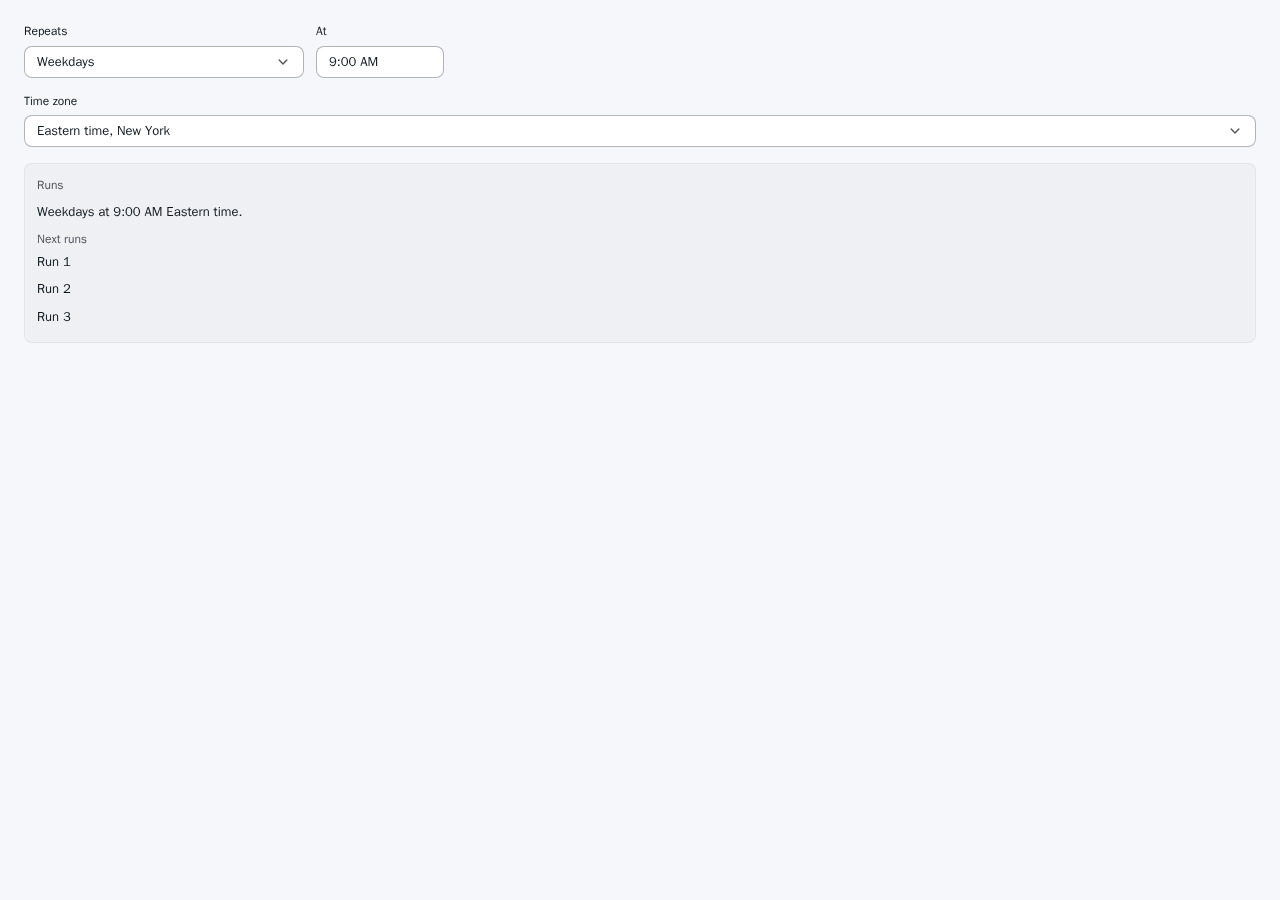 Repeats
At
Weekdays
9:00 AM
Time zone
Eastern time, New York
Runs
Weekdays at 9:00 AM Eastern time.
Next runs
Run 1
Run 2
Run 3